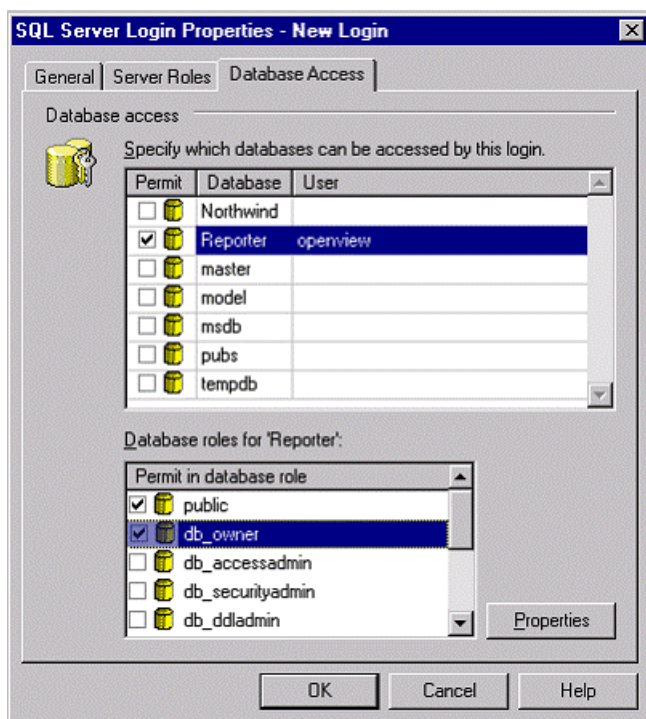 SQL Server Login Properties - New Login
General Server Roles Database Access
Database access
Specify which databases can be accessed by this login.
Permit Database User
Northwind
Reporter openview
master
model
msdb
pubs
tempdb
Database roles for 'Reporter':
Permit in database role
public
db_owner
db_accessadmin
db_securityadmin
db_ddladmin
Properties
OK Cancel Help